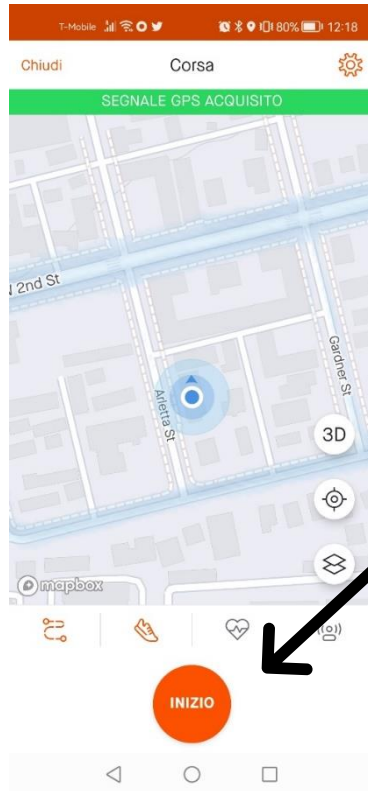 T-Mobile 80% 12:18
Chiudi Corsa
SEGNALE GPS ACQUISITO
N 2nd St
Gardner St
Arletta St
3D
mapbox
INIZIO